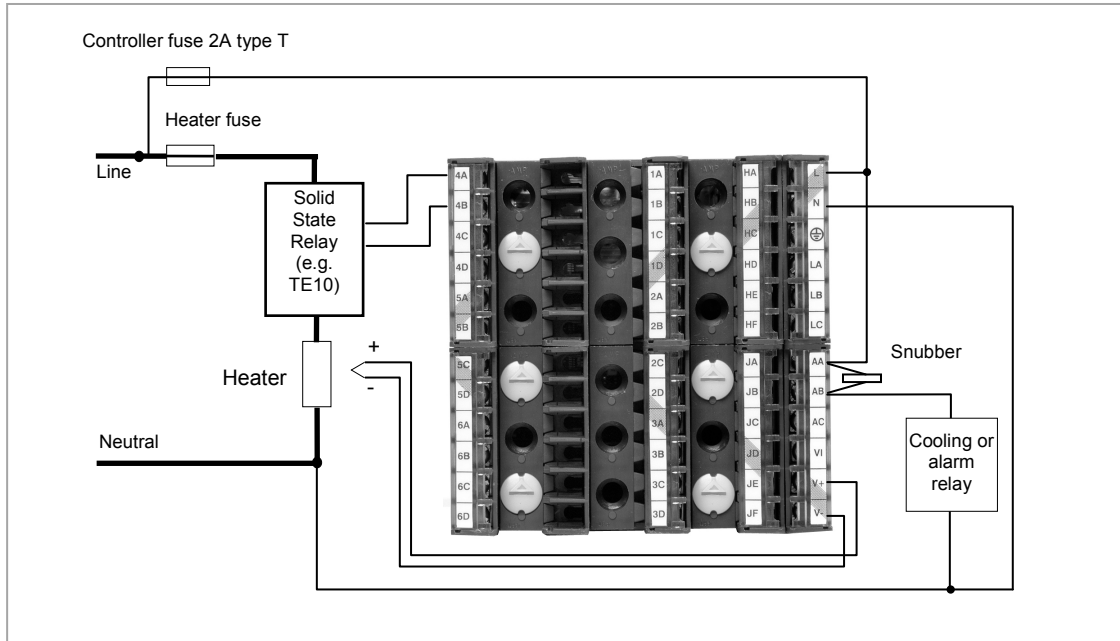 Controller fuse 2A type T
Heater fuse
Line
Solid
State
Relay
(e.g.
TE10)
Heater
+
-
Neutral
4A
4B
4C
4D
5A
5B
5C
5D
6A
6B
6C
6D
1A
1B
1C
1D
2A
2B
2C
2D
3A
3B
3C
3D
HA
HB
HC
HD
HE
HF
JA
JB
JC
JD
JE
JF
L
N
LA
LB
LC
AA
AB
AC
VI
V+
V-
Snubber
Cooling or
alarm
relay